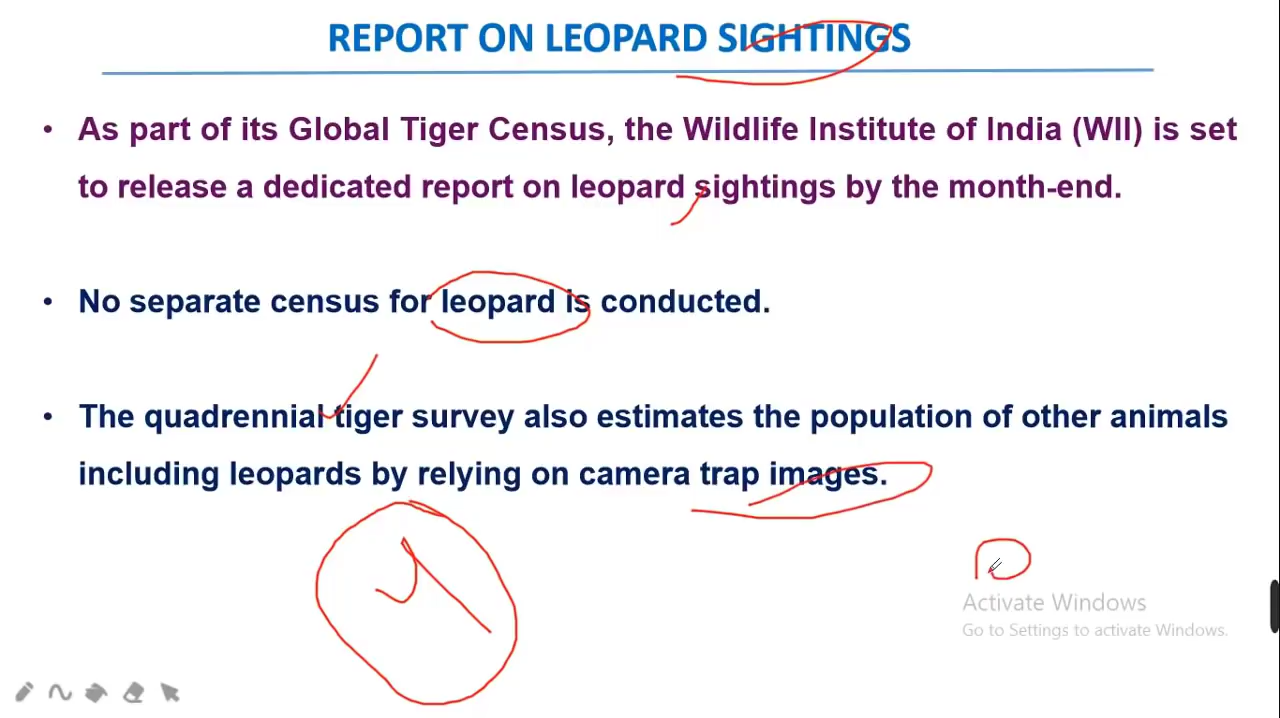 REPORT ON LEOPARD SIGHTINGS
• As part of its Global Tiger Census, the Wildlife Institute of India (WII) is set
to release a dedicated report on leopard sightings by the month-end.
• No separate census for leopard is conducted.
• The quadrennial tiger survey also estimates the population of other animals
including leopards by relying on camera trap images.
Activate Windows
Go to Settings to activate Windows.